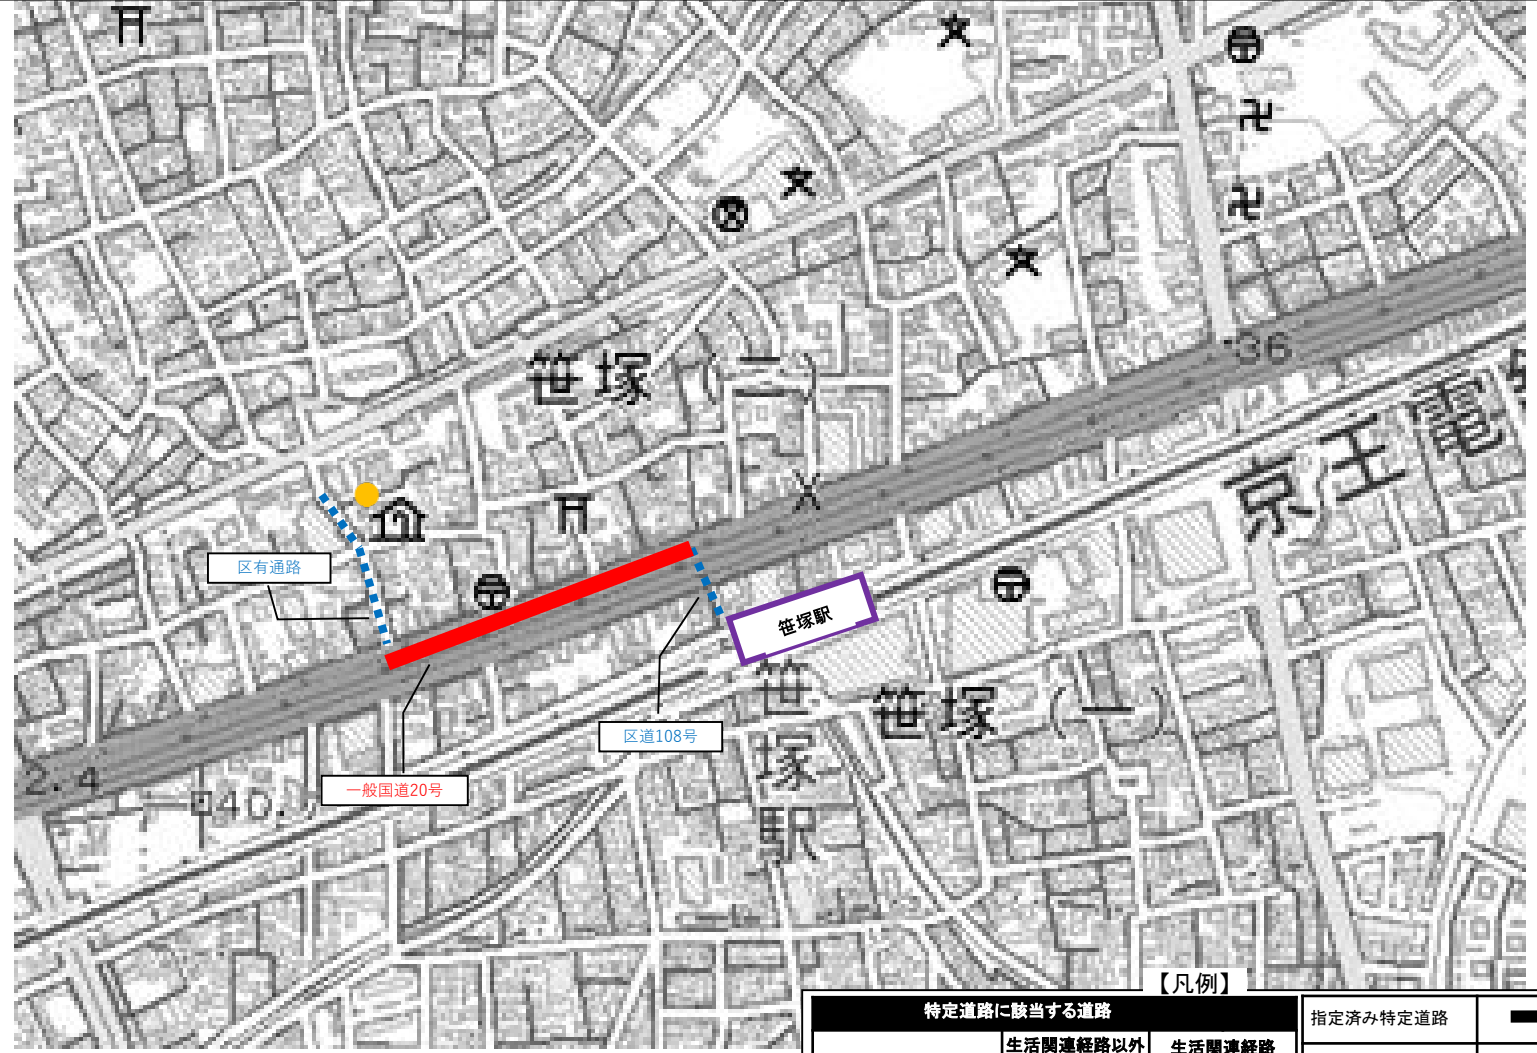 36
笹塚(二)
京王電
区有通路
笹塚駅
笹塚(一)
区道108号
笹塚駅
2.4
一般国道20号
40.
【凡例】
特定道路に該当する道路
指定済み特定道路
生活関連経路以外
生活関連経路